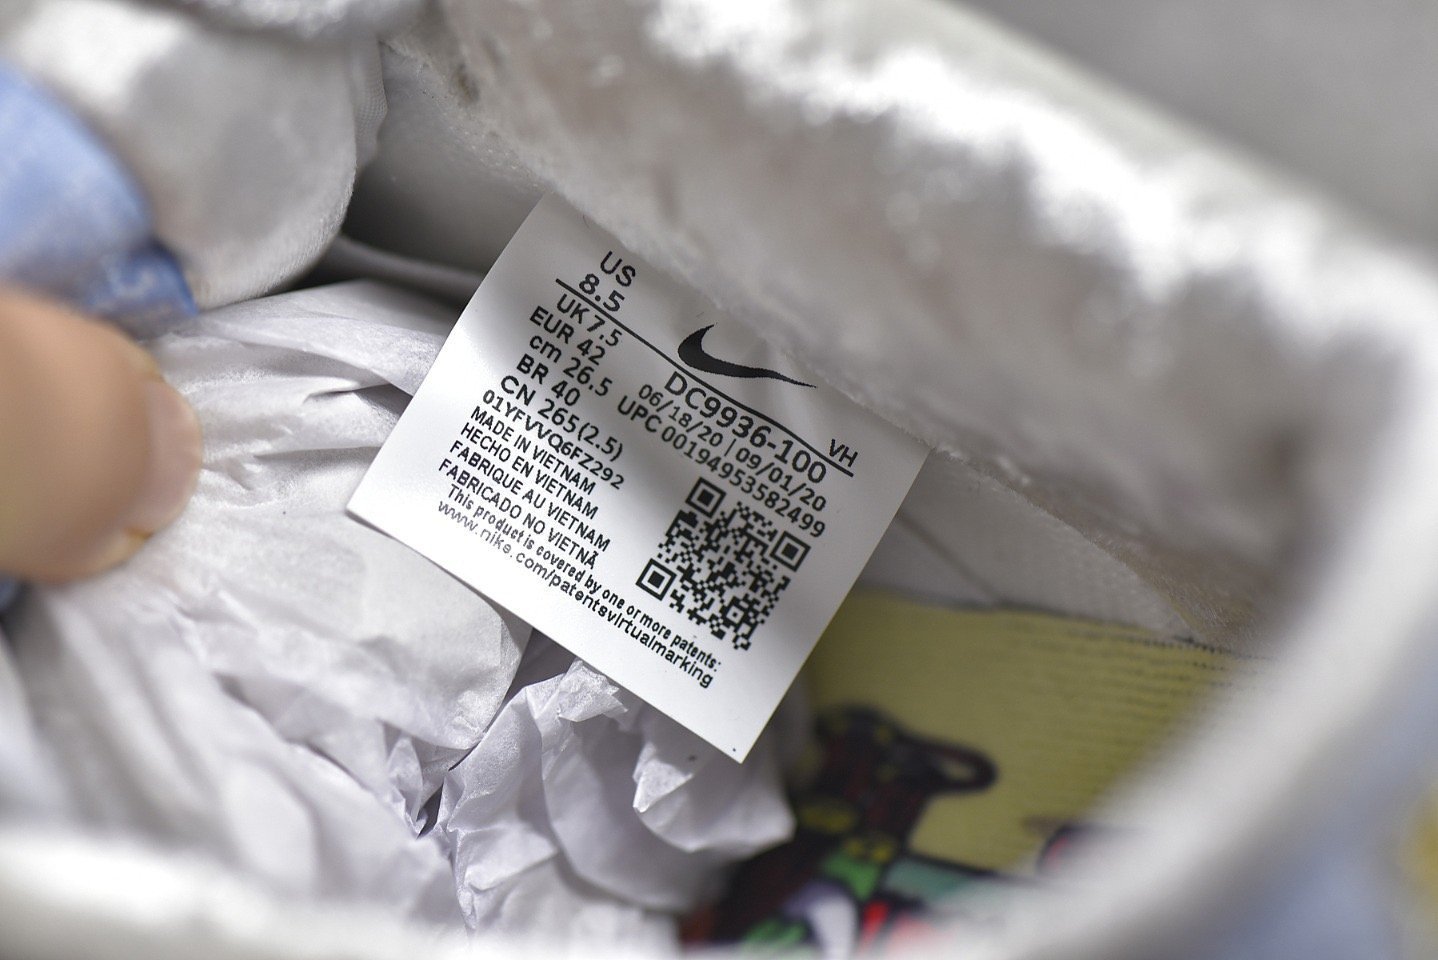 US
8.5
UK 7.5
EUR 42
cm 26.5
BR 40
CN 265(2.5)
01YFVVQ6FZ292
MADE IN VIETNAM
HECHO EN VIETNAM
FABRIQUE AU VIETNAM
FABRICADO NO VIETNÃ
This product is covered by one or more patents:
www.nike.com/patentsvirtualmarking
VH
DC9936-100
06/18/20 | 09/01/20
UPC 00194953582499